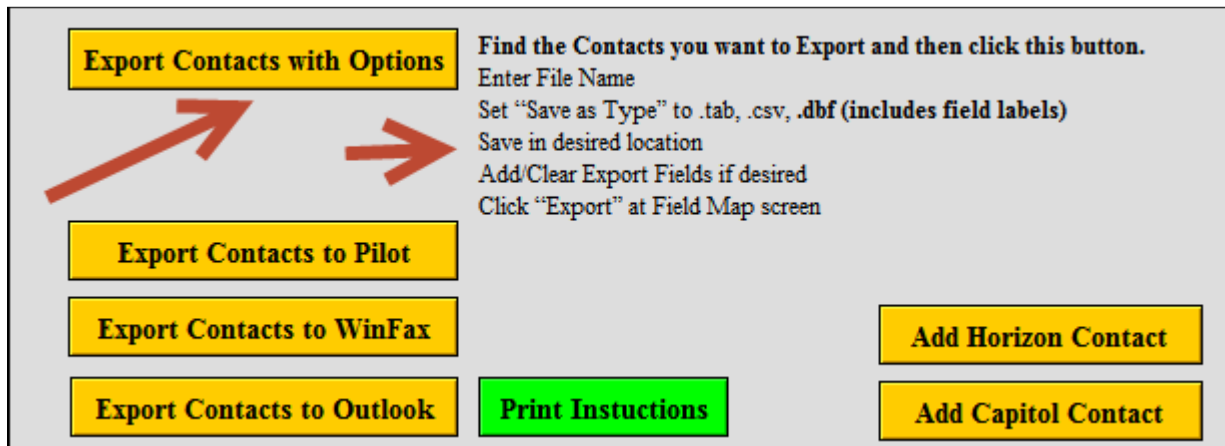 Export Contacts with Options
Find the Contacts you want to Export and then click this button.
Enter File Name
Set “Save as Type” to .tab, .csv, .dbf (includes field labels)
Save in desired location
Add/Clear Export Fields if desired
Click “Export” at Field Map screen
Export Contacts to Pilot
Export Contacts to WinFax
Add Horizon Contact
Export Contacts to Outlook
Print Instuctions
Add Capitol Contact